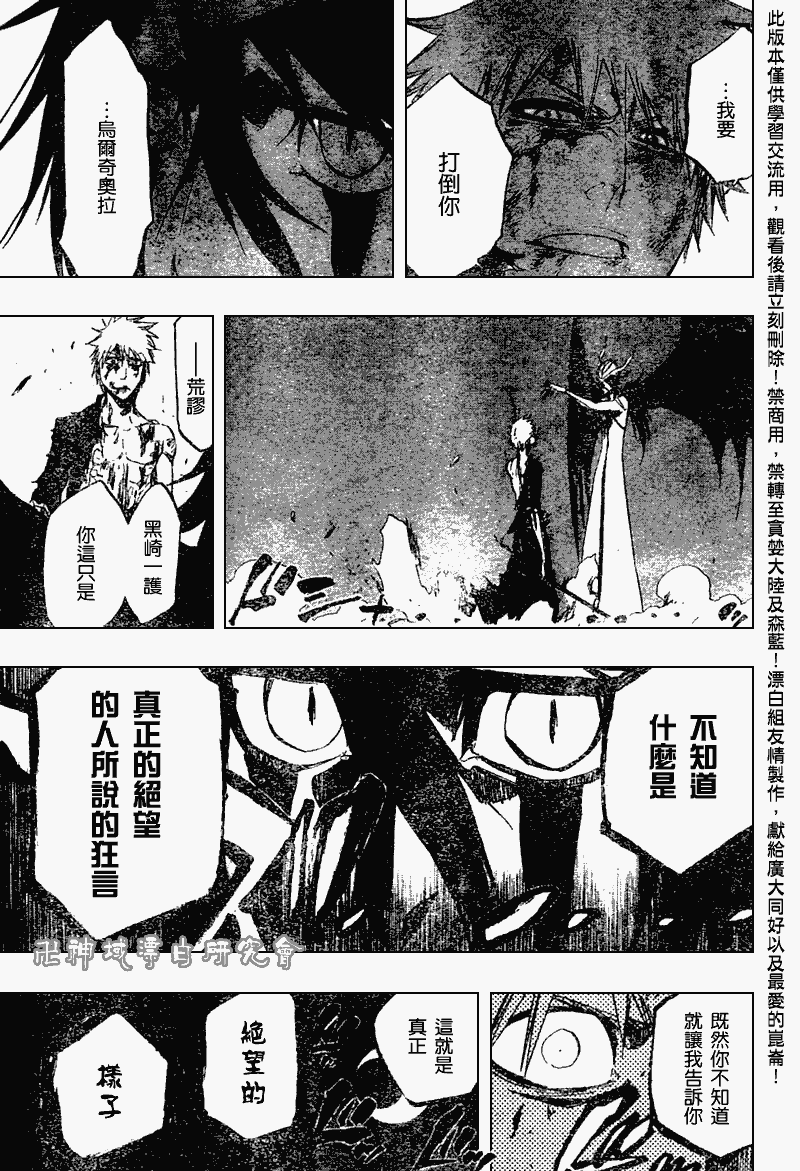 …我要
打倒你
…烏爾奇奧拉
——荒謬
黑崎一護
你這只是
不知道
什麼是
真正的絕望
的人所說的狂言
既然你不知道
就讓我告訴你
這就是
真正
絕望的
樣子
卍神域漂白研究會
此版本僅供學習交流用，觀看後請立刻刪除！禁商用，禁轉至貪婪大陸及森藍！漂白組友情製作，獻給廣大同好以及最愛的崑崙！